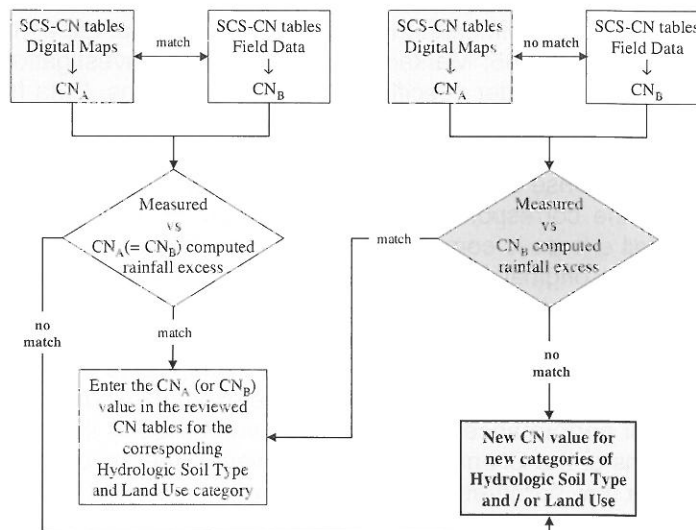 SCS-CN tables
Digital Maps
↓
CN_A
match
SCS-CN tables
Field Data
↓
CN_B
SCS-CN tables
Digital Maps
↓
CN_A
no match
SCS-CN tables
Field Data
↓
CN_B
Measured
vs
CN_A(= CN_B) computed
rainfall excess
match
Measured
vs
CN_B computed
rainfall excess
no
match
match
no
match
Enter the CN_A (or CN_B)
value in the reviewed
CN tables for the
corresponding
Hydrologic Soil Type
and Land Use category
New CN value for
new categories of
Hydrologic Soil Type
and / or Land Use